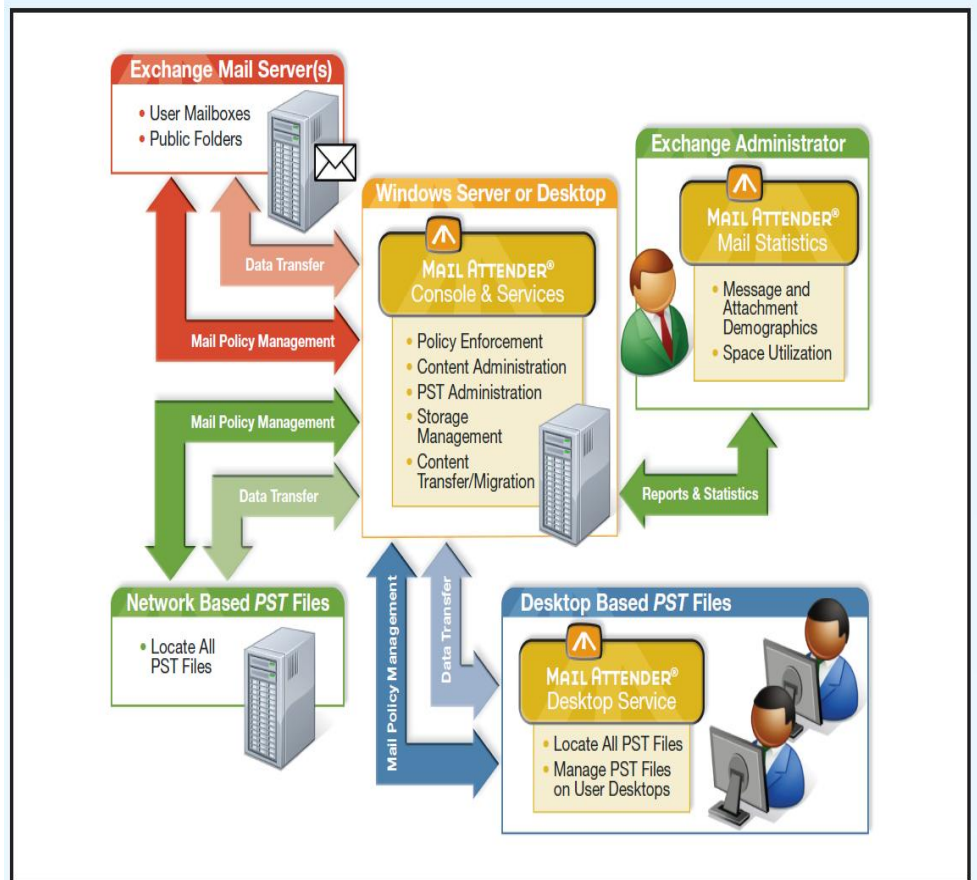 Exchange Mail Server(s)
• User Mailboxes
• Public Folders
Data Transfer
Mail Policy Management
Windows Server or Desktop
MAIL ATTENDER®
Console & Services
• Policy Enforcement
• Content Administration
• PST Administration
• Storage
Management
• Content
Transfer/Migration
Exchange Administrator
MAIL ATTENDER®
Mail Statistics
• Message and
Attachment
Demographics
• Space Utilization
Mail Policy Management
Data Transfer
Reports & Statistics
Network Based PST Files
• Locate All
PST Files
Mail Policy Management
Data Transfer
Desktop Based PST Files
MAIL ATTENDER®
Desktop Service
• Locate All PST Files
• Manage PST Files
on User Desktops